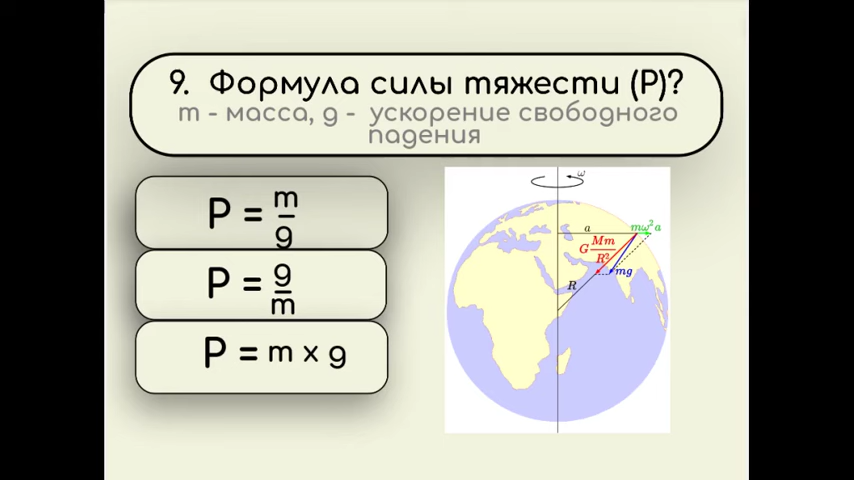 9. Формула силы тяжести (P)?
m - масса, g - ускорение свободного
падения
P = m/g
P = g/m
P = m x g
ω
a
mω²a
G Mm/R²
mg
R